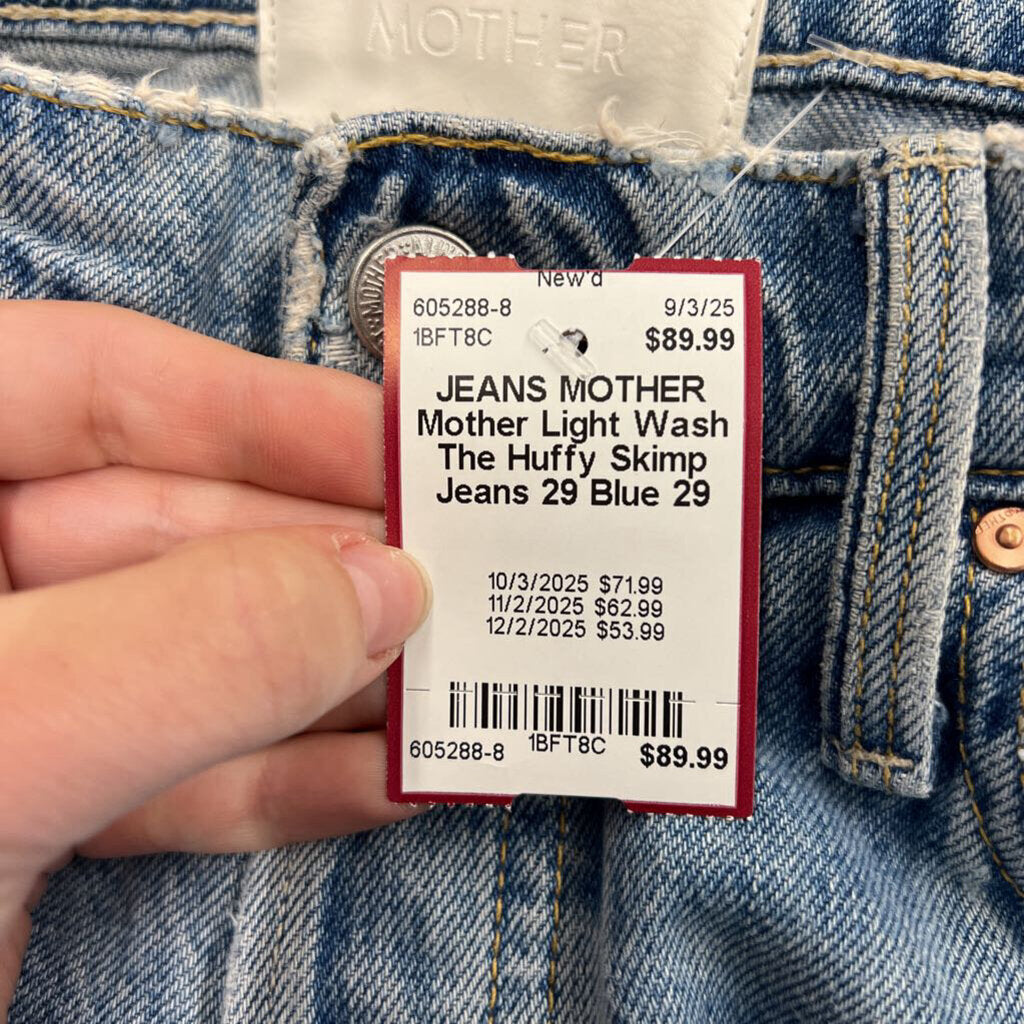 MOTHER
New'd
605288-8 9/3/25
1BFT8C $89.99
JEANS MOTHER
Mother Light Wash
The Huffy Skimp
Jeans 29 Blue 29
10/3/2025 $71.99
11/2/2025 $62.99
12/2/2025 $53.99
605288-8 1BFT8C $89.99